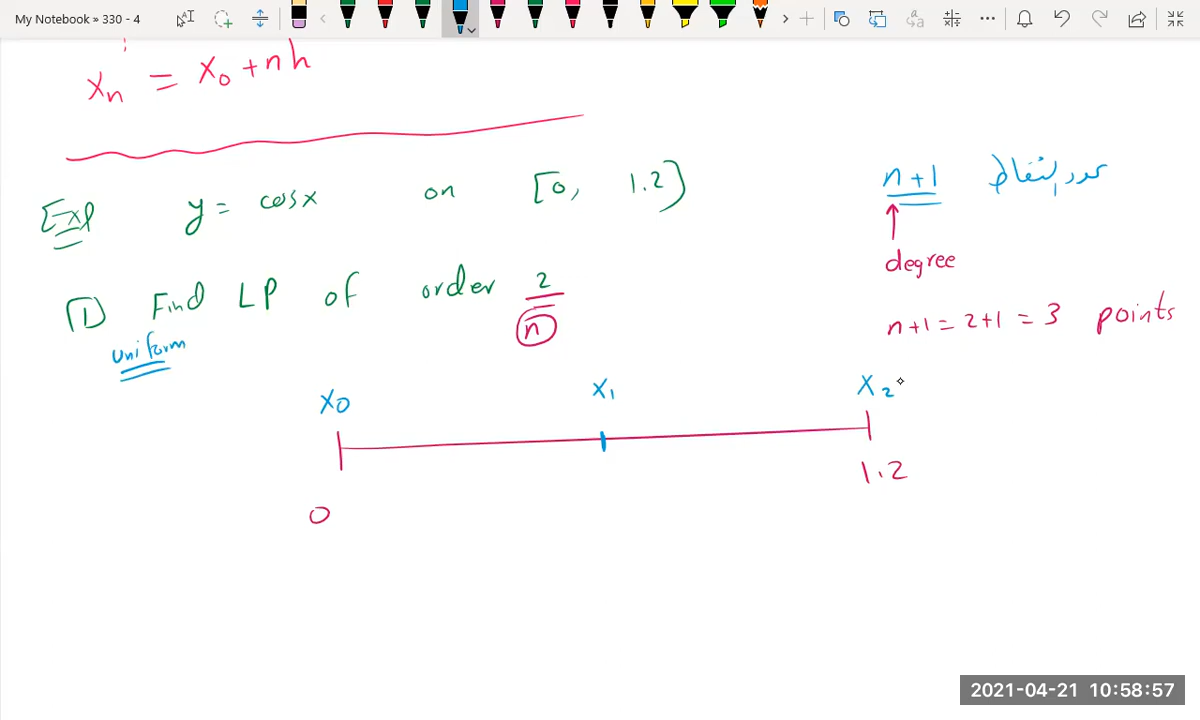 My Notebook » 330 - 4
xn = x0 + nh
Exp y = cosx on [0, 1.2]
n+1 عدد النقاط
degree
① Find LP of order 2
n
uniform
n+1 = 2+1 = 3 points
x0 x1 x2
0 1.2
2021-04-21 10:58:57